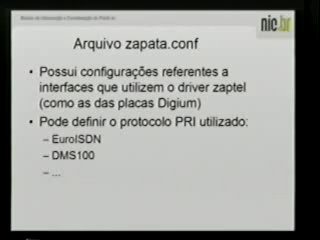 nic.br
Arquivo zapata.conf
• Possui configurações referentes a
interfaces que utilizem o driver zaptel
(como as das placas Digium)
• Pode definir o protocolo PRI utilizado:
– EuroISDN
– DMS100
– ...